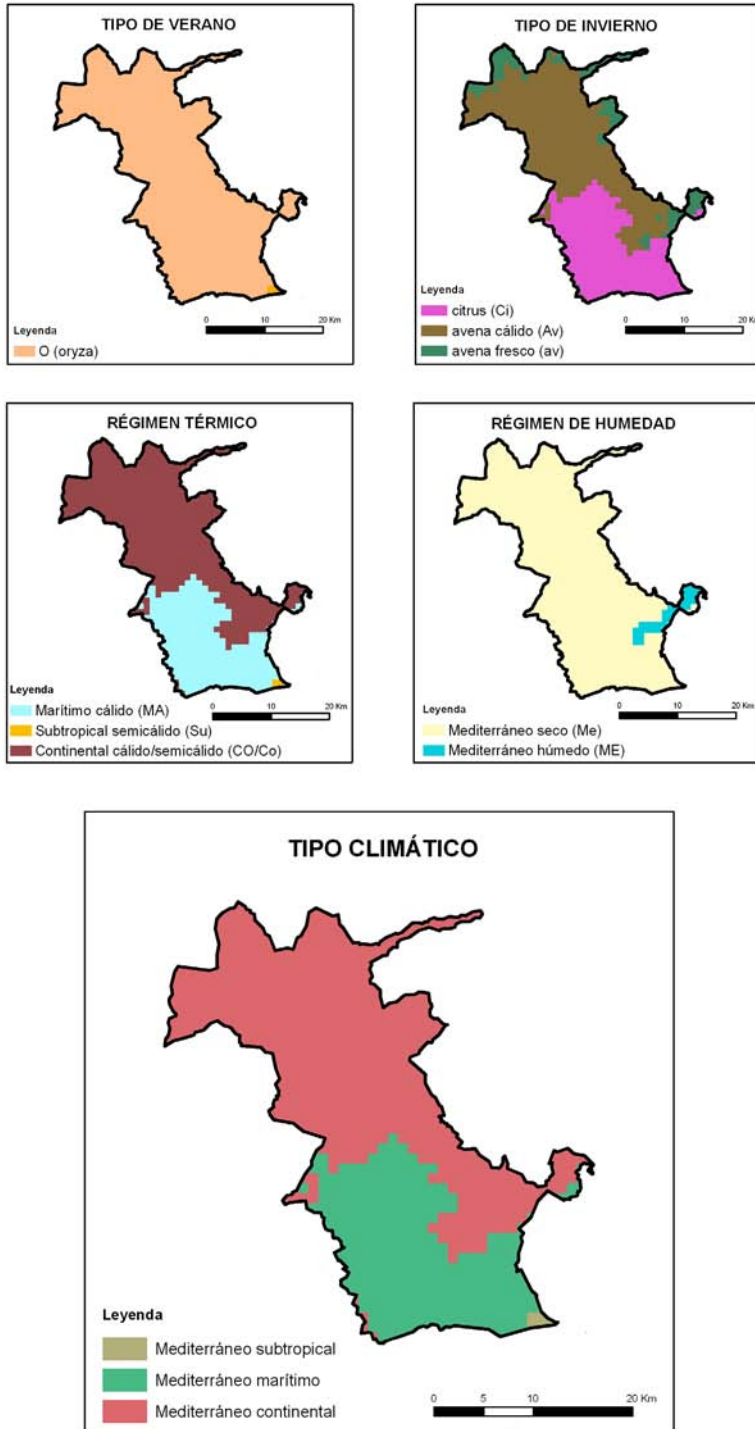 TIPO DE VERANO
Leyenda
O (oryza)
0 10 20 Km
TIPO DE INVIERNO
Leyenda
citrus (Ci)
avena cálido (Av)
avena fresco (av)
0 10 20 Km
RÉGIMEN TÉRMICO
Leyenda
Marítimo cálido (MA)
Subtropical semicálido (Su)
Continental cálido/semicálido (CO/Co)
0 10 20 Km
RÉGIMEN DE HUMEDAD
Leyenda
Mediterráneo seco (Me)
Mediterráneo húmedo (ME)
0 10 20 Km
TIPO CLIMÁTICO
Leyenda
Mediterráneo subtropical
Mediterráneo marítimo
Mediterráneo continental
0 5 10 20 Km